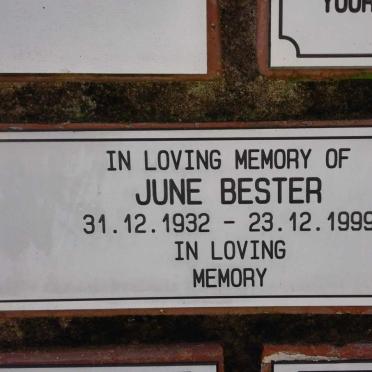 YOUR
IN LOVING MEMORY OF
JUNE BESTER
31.12.1932 - 23.12.1999
IN LOVING
MEMORY